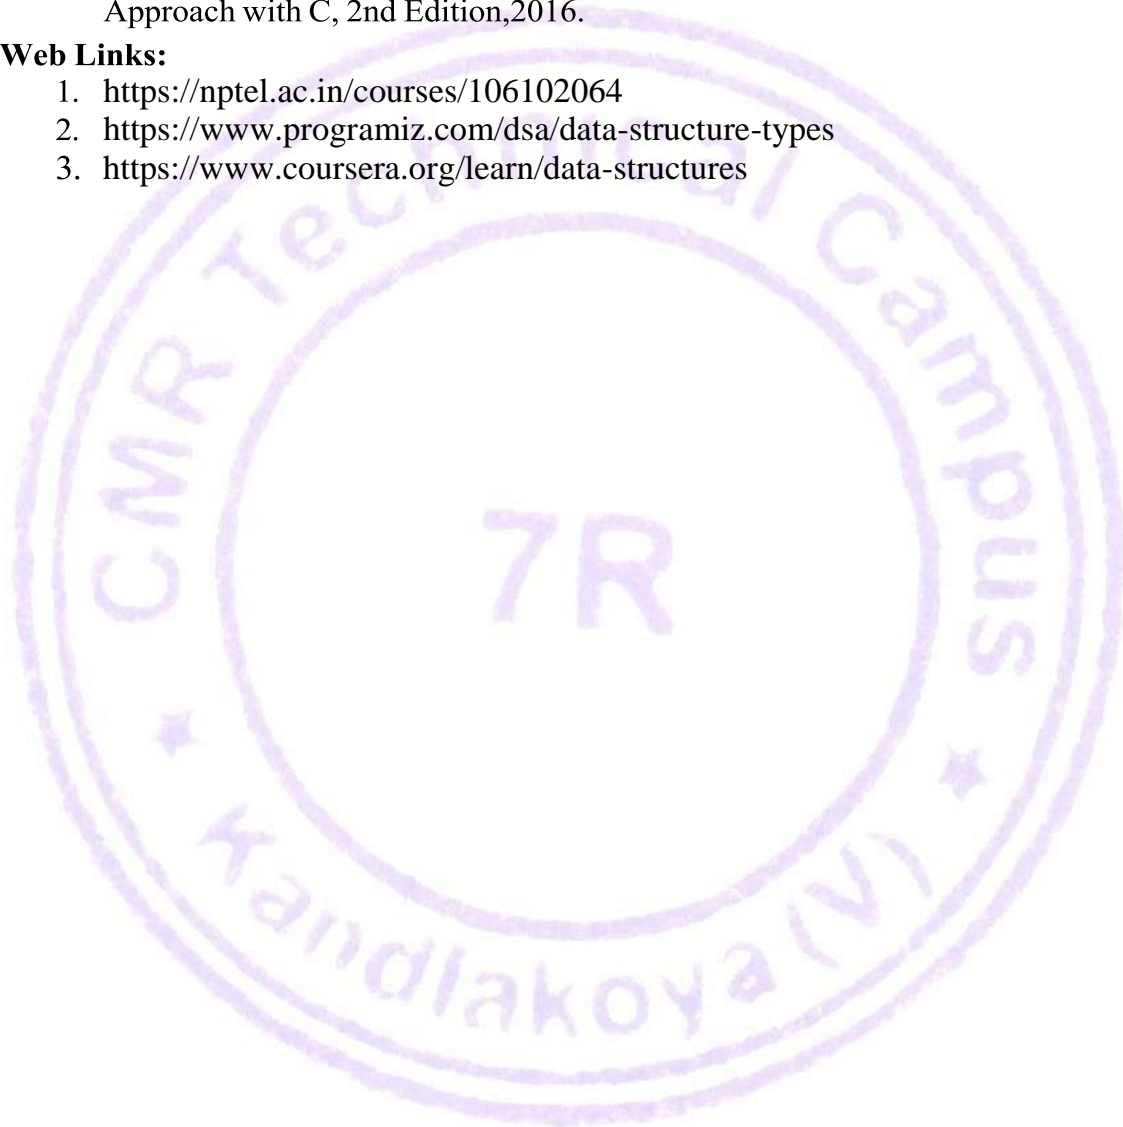 Approach with C, 2nd Edition,2016.
Web Links:
1. https://nptel.ac.in/courses/106102064
2. https://www.programiz.com/dsa/data-structure-types
3. https://www.coursera.org/learn/data-structures
CMR Technical Campus
7R
Kandlakoya (V)